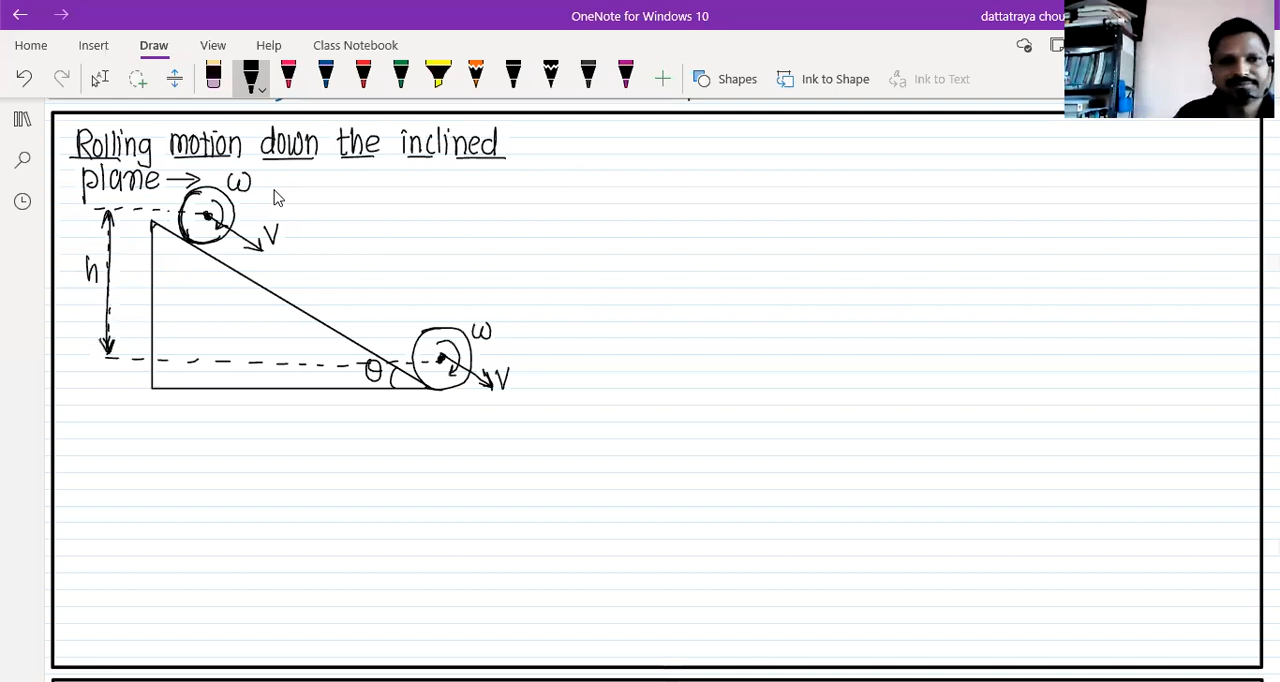 OneNote for Windows 10
dattatraya chou
Home Insert Draw View Help Class Notebook
Shapes Ink to Shape Ink to Text
Rolling motion down the inclined
plane → ω
V
h
ω
θ
V